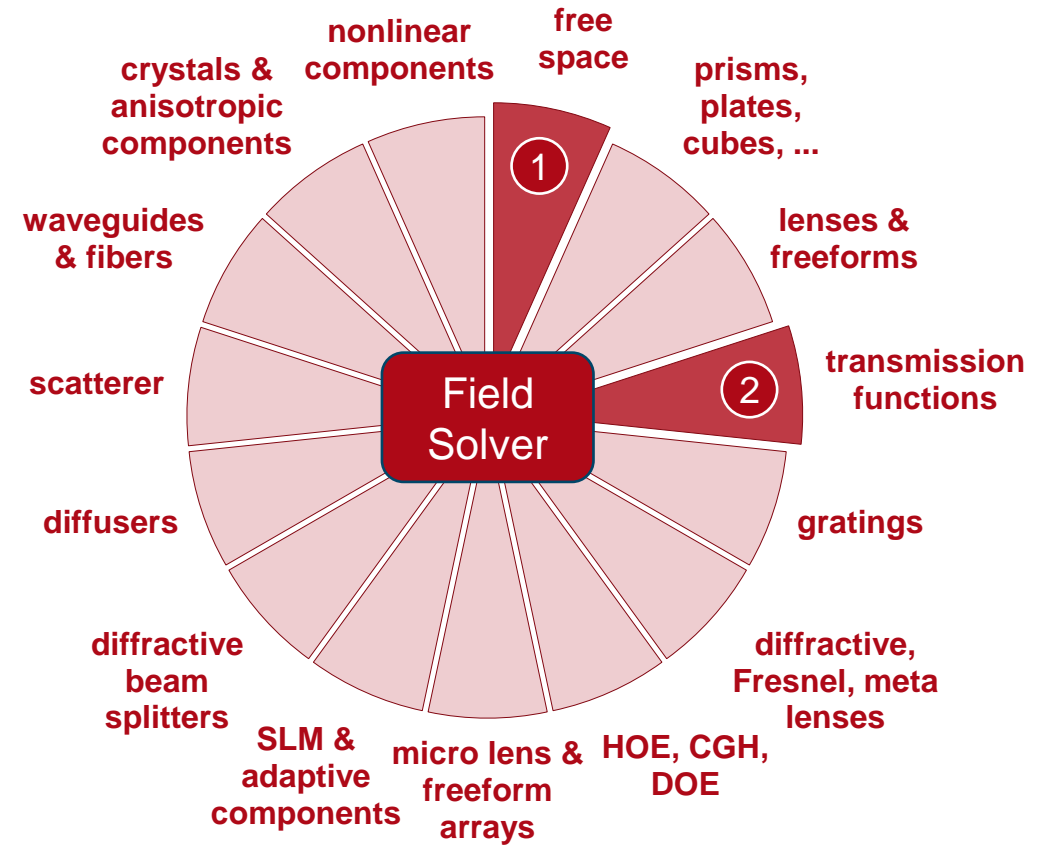 free
space
1
prisms,
plates,
cubes, ...
lenses &
freeforms
transmission
functions
2
gratings
diffractive,
Fresnel, meta
lenses
HOE, CGH,
DOE
micro lens &
freeform
arrays
SLM &
adaptive
components
diffractive
beam
splitters
diffusers
scatterer
waveguides
& fibers
crystals &
anisotropic
components
nonlinear
components
Field
Solver